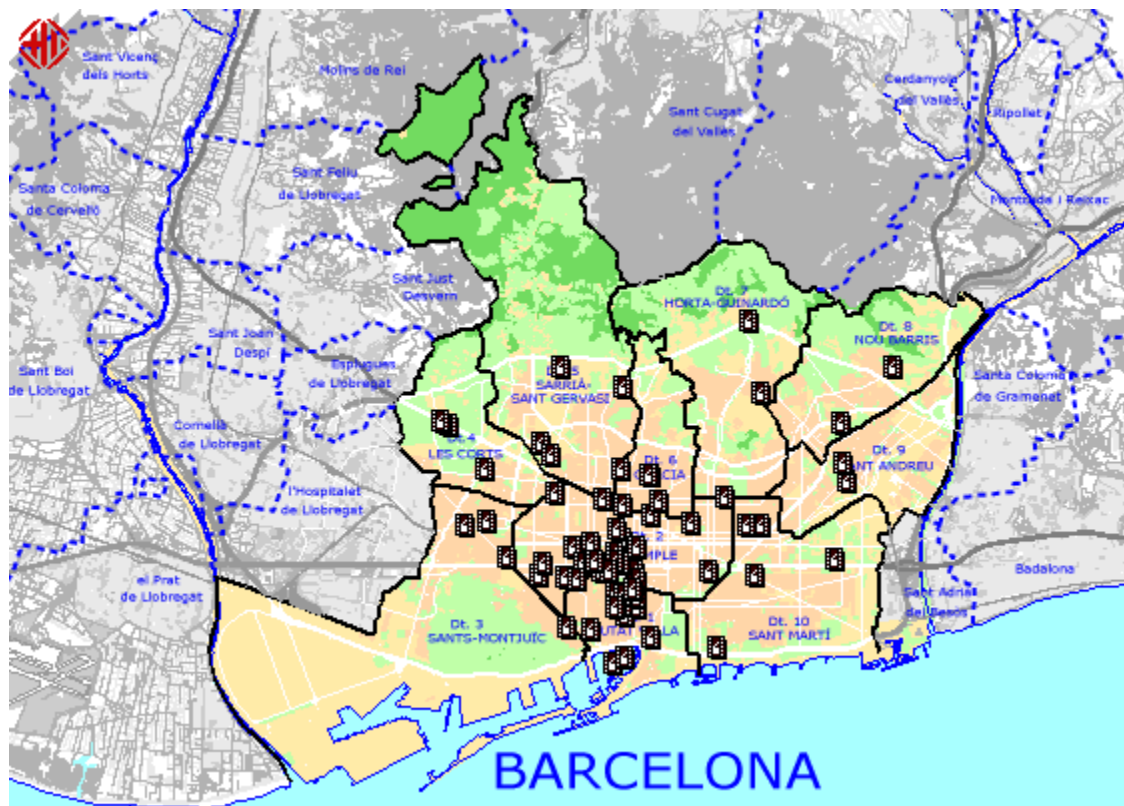 Sant Vicenç
dels Horts
Molins de Rei
Cerdanyola
del Vallès
Sant Cugat
del Vallès
Ripollet
Sant Feliu
de Llobregat
Santa Coloma
de Cervelló
Montcada i Reixac
Sant Just
Desvern
Dt. 7
HORTA-GUINARDÓ
Dt. 8
NOU BARRIS
Sant Joan
Despí
Esplugues
de Llobregat
Sant Boi
de Llobregat
SARRIÀ-
SANT GERVASI
Santa Coloma
de Gramenet
Cornellà
de Llobregat
Dt. 4
LES CORTS
Dt. 6
Dt. 9
l'Hospitalet
de Llobregat
el Prat
de Llobregat
Badalona
Sant Adrià
del Besòs
Dt. 3
SANTS-MONTJUÏC
Dt. 10
SANT MARTÍ
BARCELONA